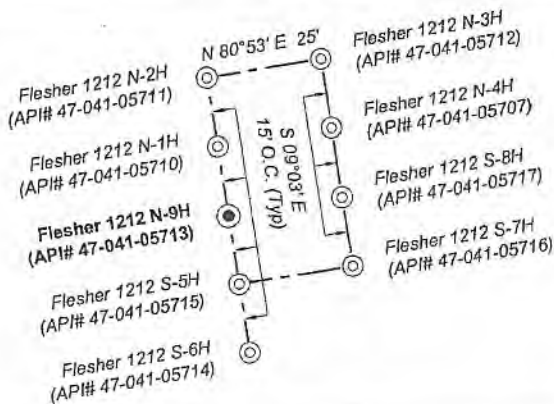 N 80°53' E 25'
Flesher 1212 N-2H
(API# 47-041-05711)
Flesher 1212 N-1H
(API# 47-041-05710)
Flesher 1212 N-9H
(API# 47-041-05713)
Flesher 1212 S-5H
(API# 47-041-05715)
Flesher 1212 S-6H
(API# 47-041-05714)
S 09°03' E
15' O.C. (Typ)
Flesher 1212 N-3H
(API# 47-041-05712)
Flesher 1212 N-4H
(API# 47-041-05707)
Flesher 1212 S-8H
(API# 47-041-05717)
Flesher 1212 S-7H
(API# 47-041-05716)